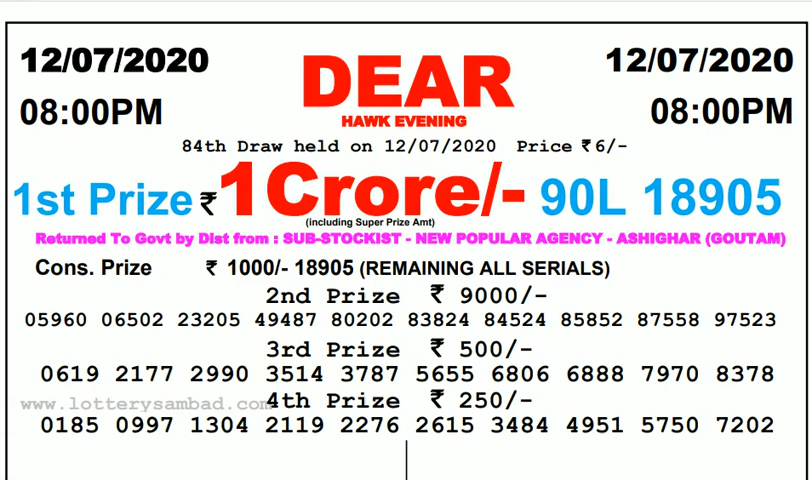 12/07/2020 DEAR 12/07/2020
08:00PM HAWK EVENING 08:00PM
84th Draw held on 12/07/2020 Price ₹6/-
1st Prize ₹1Crore/- 90L 18905
(including Super Prize Amt)
Returned To Govt by Dist from : SUB-STOCKIST - NEW POPULAR AGENCY - ASHIGHAR (GOUTAM)
Cons. Prize ₹ 1000/- 18905 (REMAINING ALL SERIALS)
2nd Prize ₹ 9000/-
05960 06502 23205 49487 80202 83824 84524 85852 87558 97523
3rd Prize ₹ 500/-
0619 2177 2990 3514 3787 5655 6806 6888 7970 8378
www.lotterysambad.com 4th Prize ₹ 250/-
0185 0997 1304 2119 2276 2615 3484 4951 5750 7202